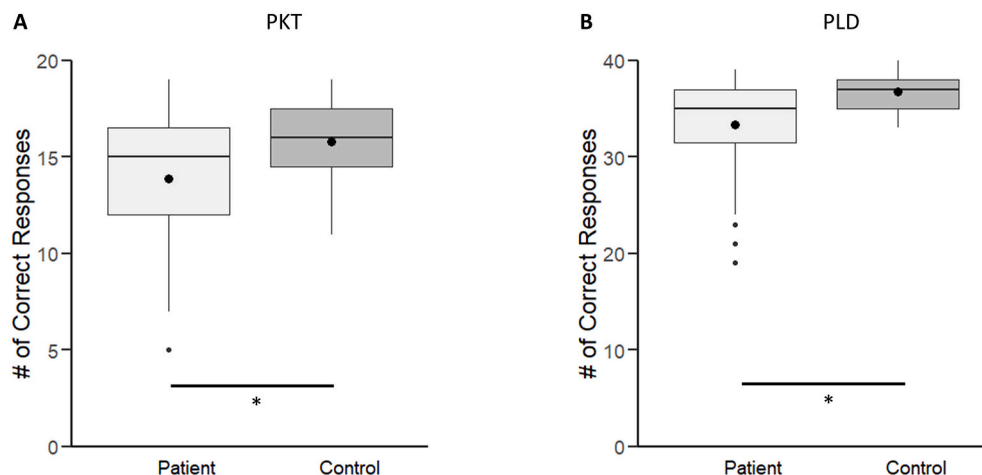 A
PKT
# of Correct Responses
20
15
10
5
0
*
Patient
Control
B
PLD
# of Correct Responses
40
30
20
10
0
*
Patient
Control